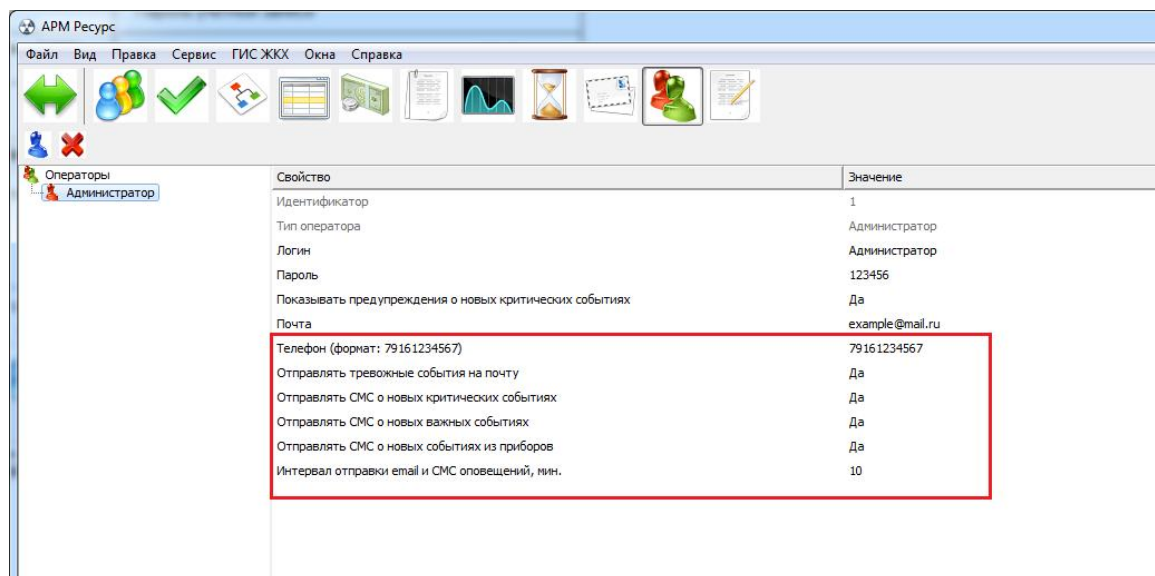 АРМ Ресурс
Файл Вид Правка Сервис ГИС ЖКХ Окна Справка
Операторы
Администратор
Свойство Значение
Идентификатор 1
Тип оператора Администратор
Логин Администратор
Пароль 123456
Показывать предупреждения о новых критических событиях Да
Почта example@mail.ru
Телефон (формат: 79161234567) 79161234567
Отправлять тревожные события на почту Да
Отправлять СМС о новых критических событиях Да
Отправлять СМС о новых важных событиях Да
Отправлять СМС о новых событиях из приборов Да
Интервал отправки email и СМС оповещений, мин. 10